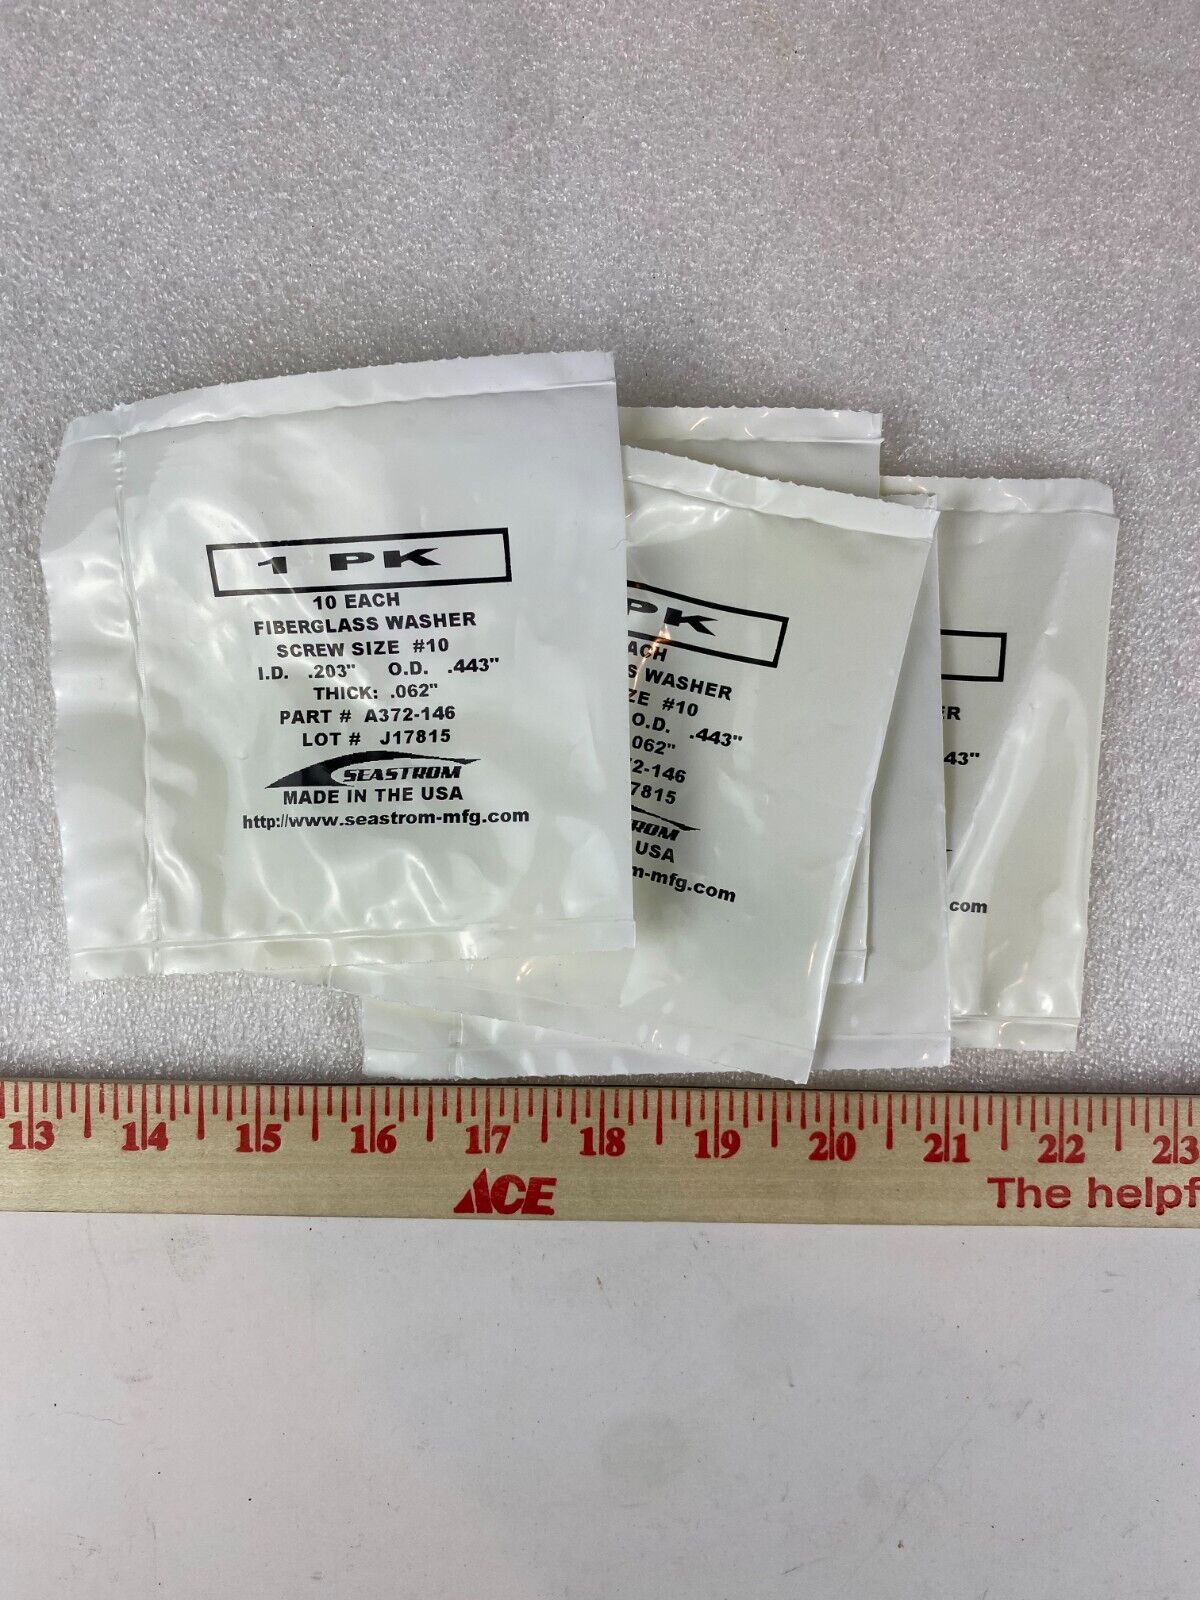 1 PK
10 EACH
FIBERGLASS WASHER
SCREW SIZE #10
I.D. .203" O.D. .443"
THICK: .062"
PART # A372-146
LOT # J17815
SEASTROM
MADE IN THE USA
http://www.seastrom-mfg.com
PK
ACH
S WASHER
ZE #10
O.D. .443"
062"
2-146
7815
ROM
USA
m-mfg.com
ER
43"
com
13 14 15 16 17 18 19 20 21 22 23
ACE
The helpf